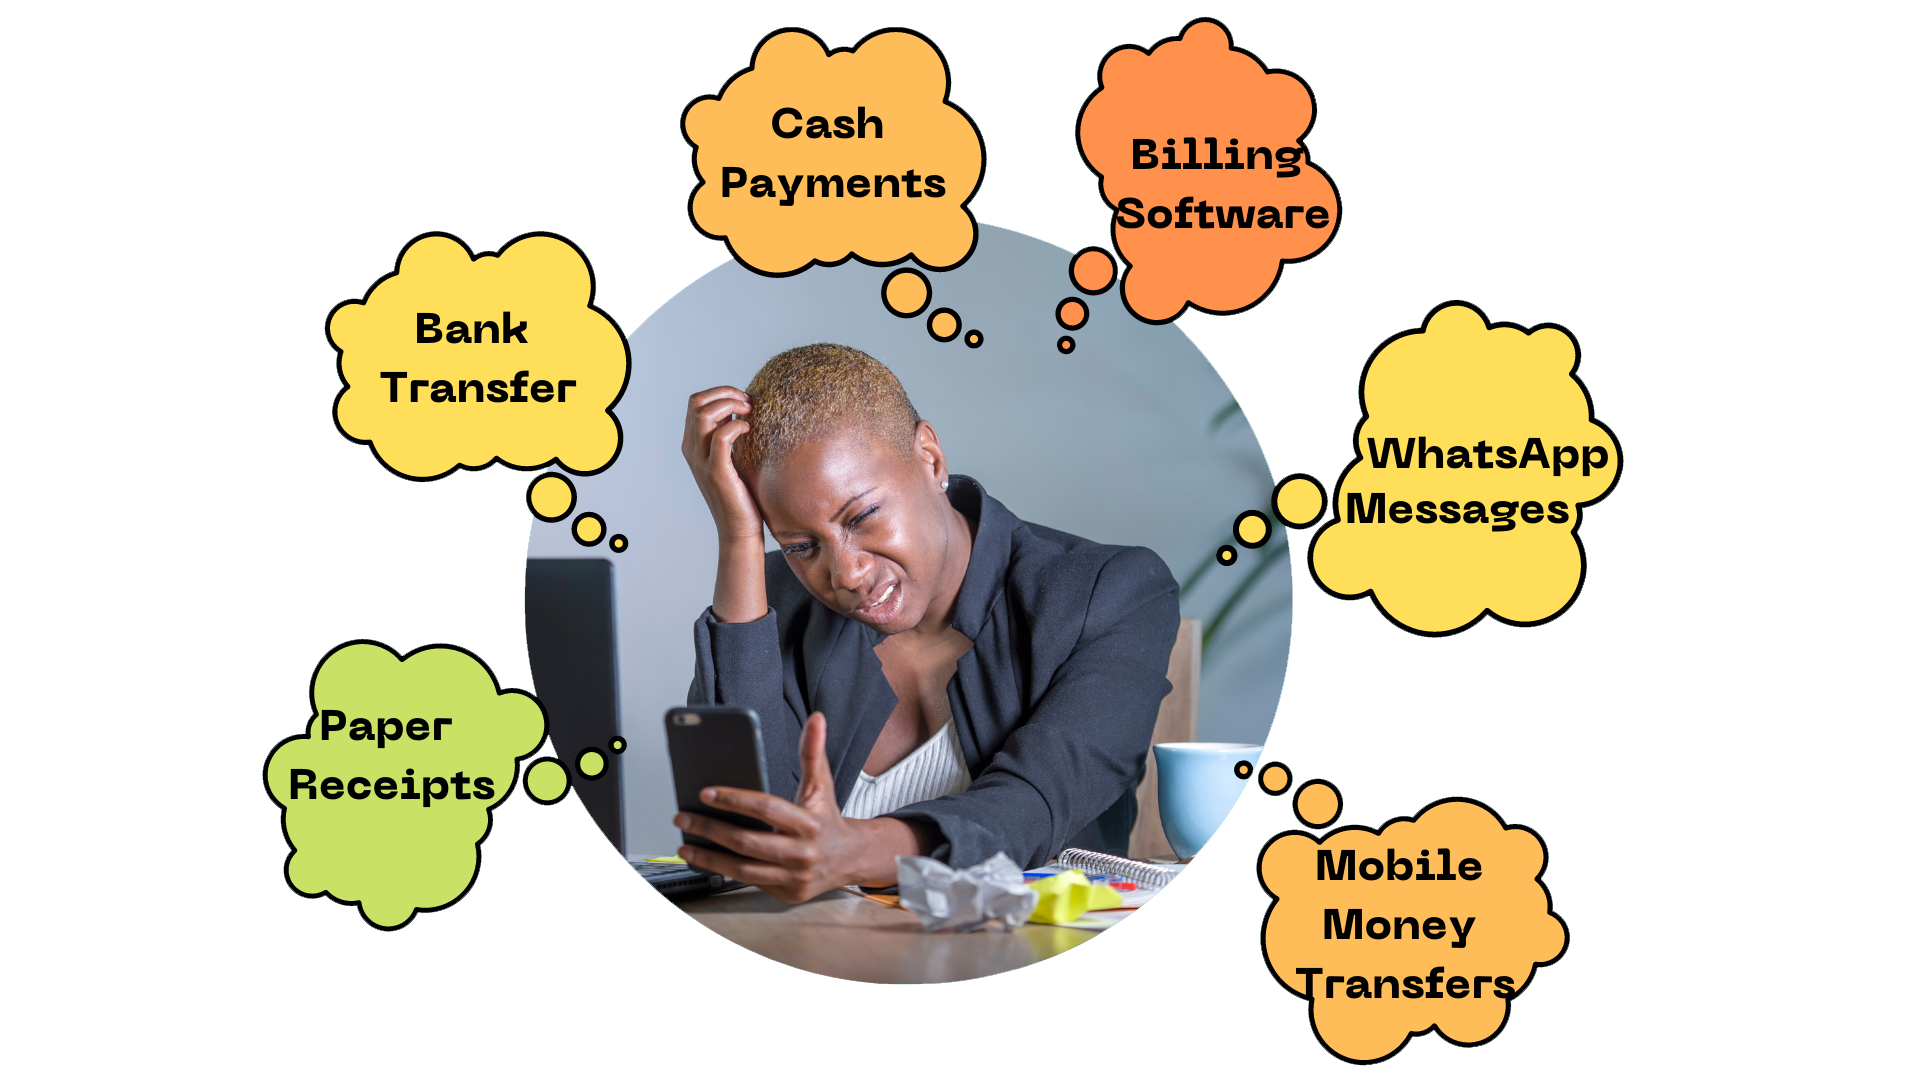 Cash
Payments
Billing
Software
Bank
Transfer
WhatsApp
Messages
Paper
Receipts
Mobile
Money
Transfers